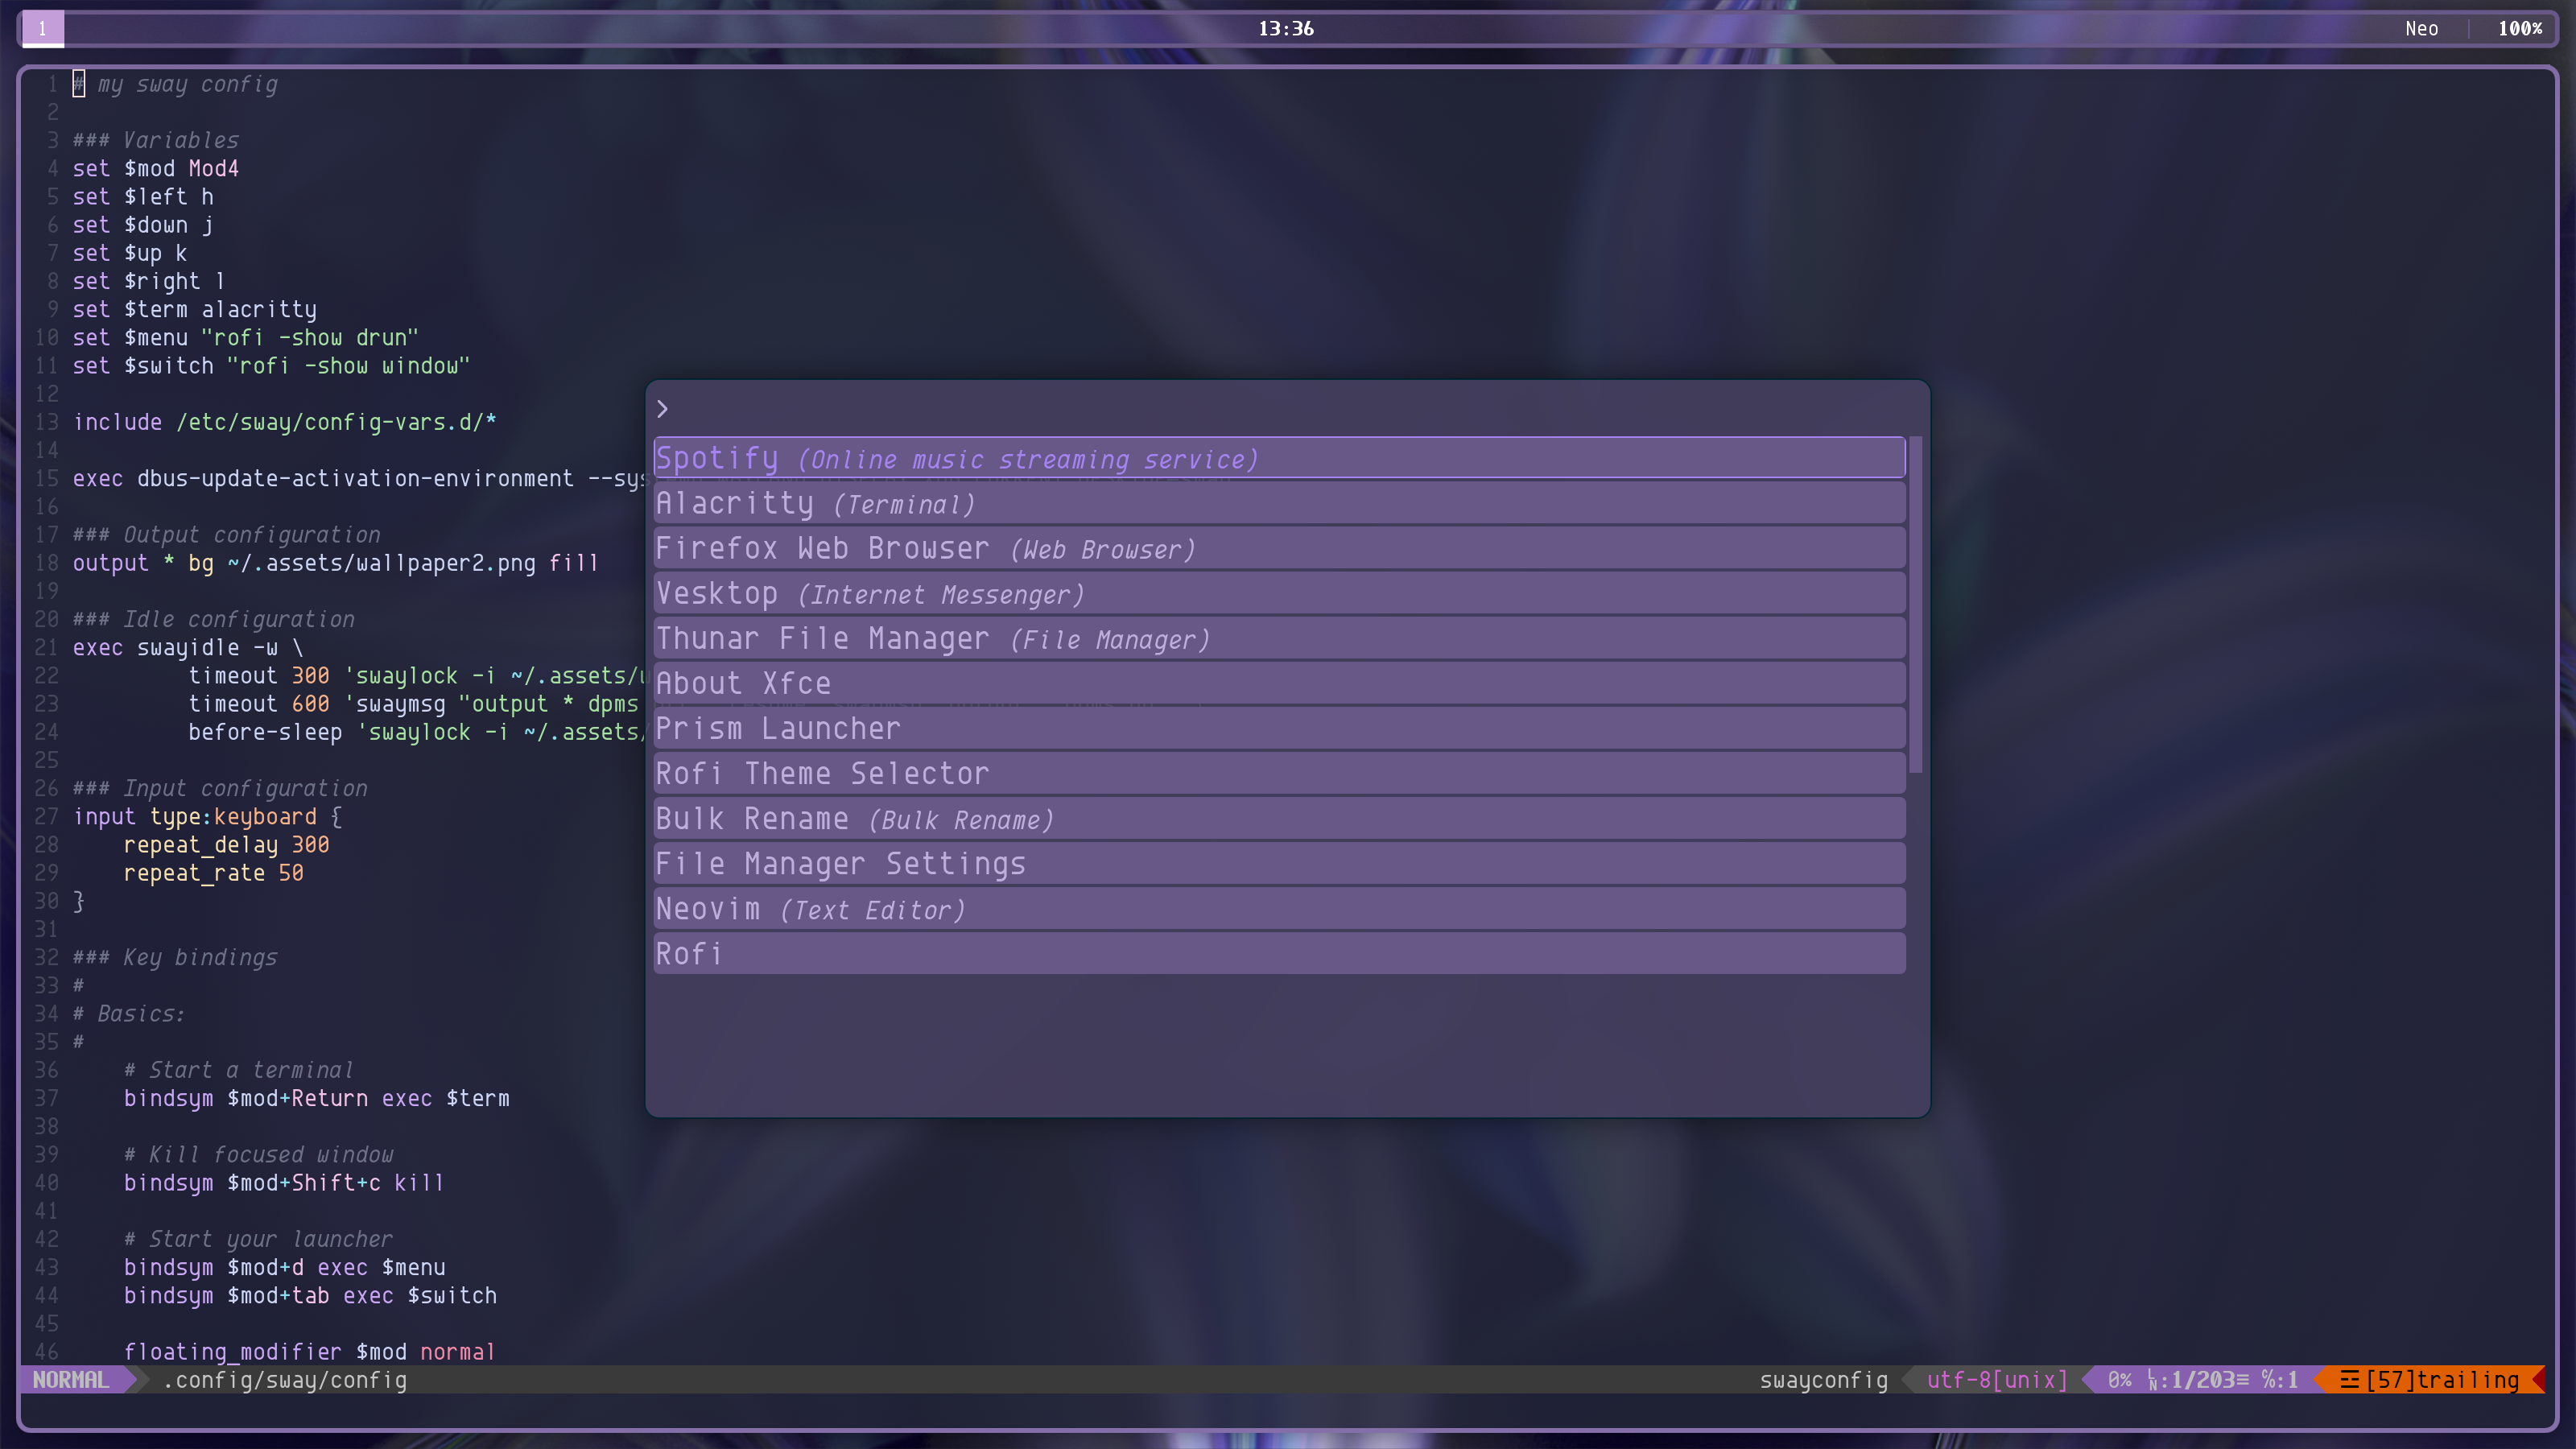 1
13:36
Neo
100%
1 # my sway config
2
3 ### Variables
4 set $mod Mod4
5 set $left h
6 set $down j
7 set $up k
8 set $right l
9 set $term alacritty
10 set $menu "rofi -show drun"
11 set $switch "rofi -show window"
12
13 include /etc/sway/config-vars.d/*
14
15 exec dbus-update-activation-environment --sys
16
17 ### Output configuration
18 output * bg ~/.assets/wallpaper2.png fill
19
20 ### Idle configuration
21 exec swayidle -w \
22 timeout 300 'swaylock -i ~/.assets/
23 timeout 600 'swaymsg "output * dpms
24 before-sleep 'swaylock -i ~/.assets/
25
26 ### Input configuration
27 input type:keyboard {
28 repeat_delay 300
29 repeat_rate 50
30 }
31
32 ### Key bindings
33 #
34 # Basics:
35 #
36 # Start a terminal
37 bindsym $mod+Return exec $term
38
39 # Kill focused window
40 bindsym $mod+Shift+c kill
41
42 # Start your launcher
43 bindsym $mod+d exec $menu
44 bindsym $mod+tab exec $switch
45
46 floating_modifier $mod normal
>
Spotify (Online music streaming service)
Alacritty (Terminal)
Firefox Web Browser (Web Browser)
Vesktop (Internet Messenger)
Thunar File Manager (File Manager)
About Xfce
Prism Launcher
Rofi Theme Selector
Bulk Rename (Bulk Rename)
File Manager Settings
Neovim (Text Editor)
Rofi
NORMAL .config/sway/config swayconfig utf-8[unix] 0% ␤:1/203≡ ℅:1 ☲[57]trailing